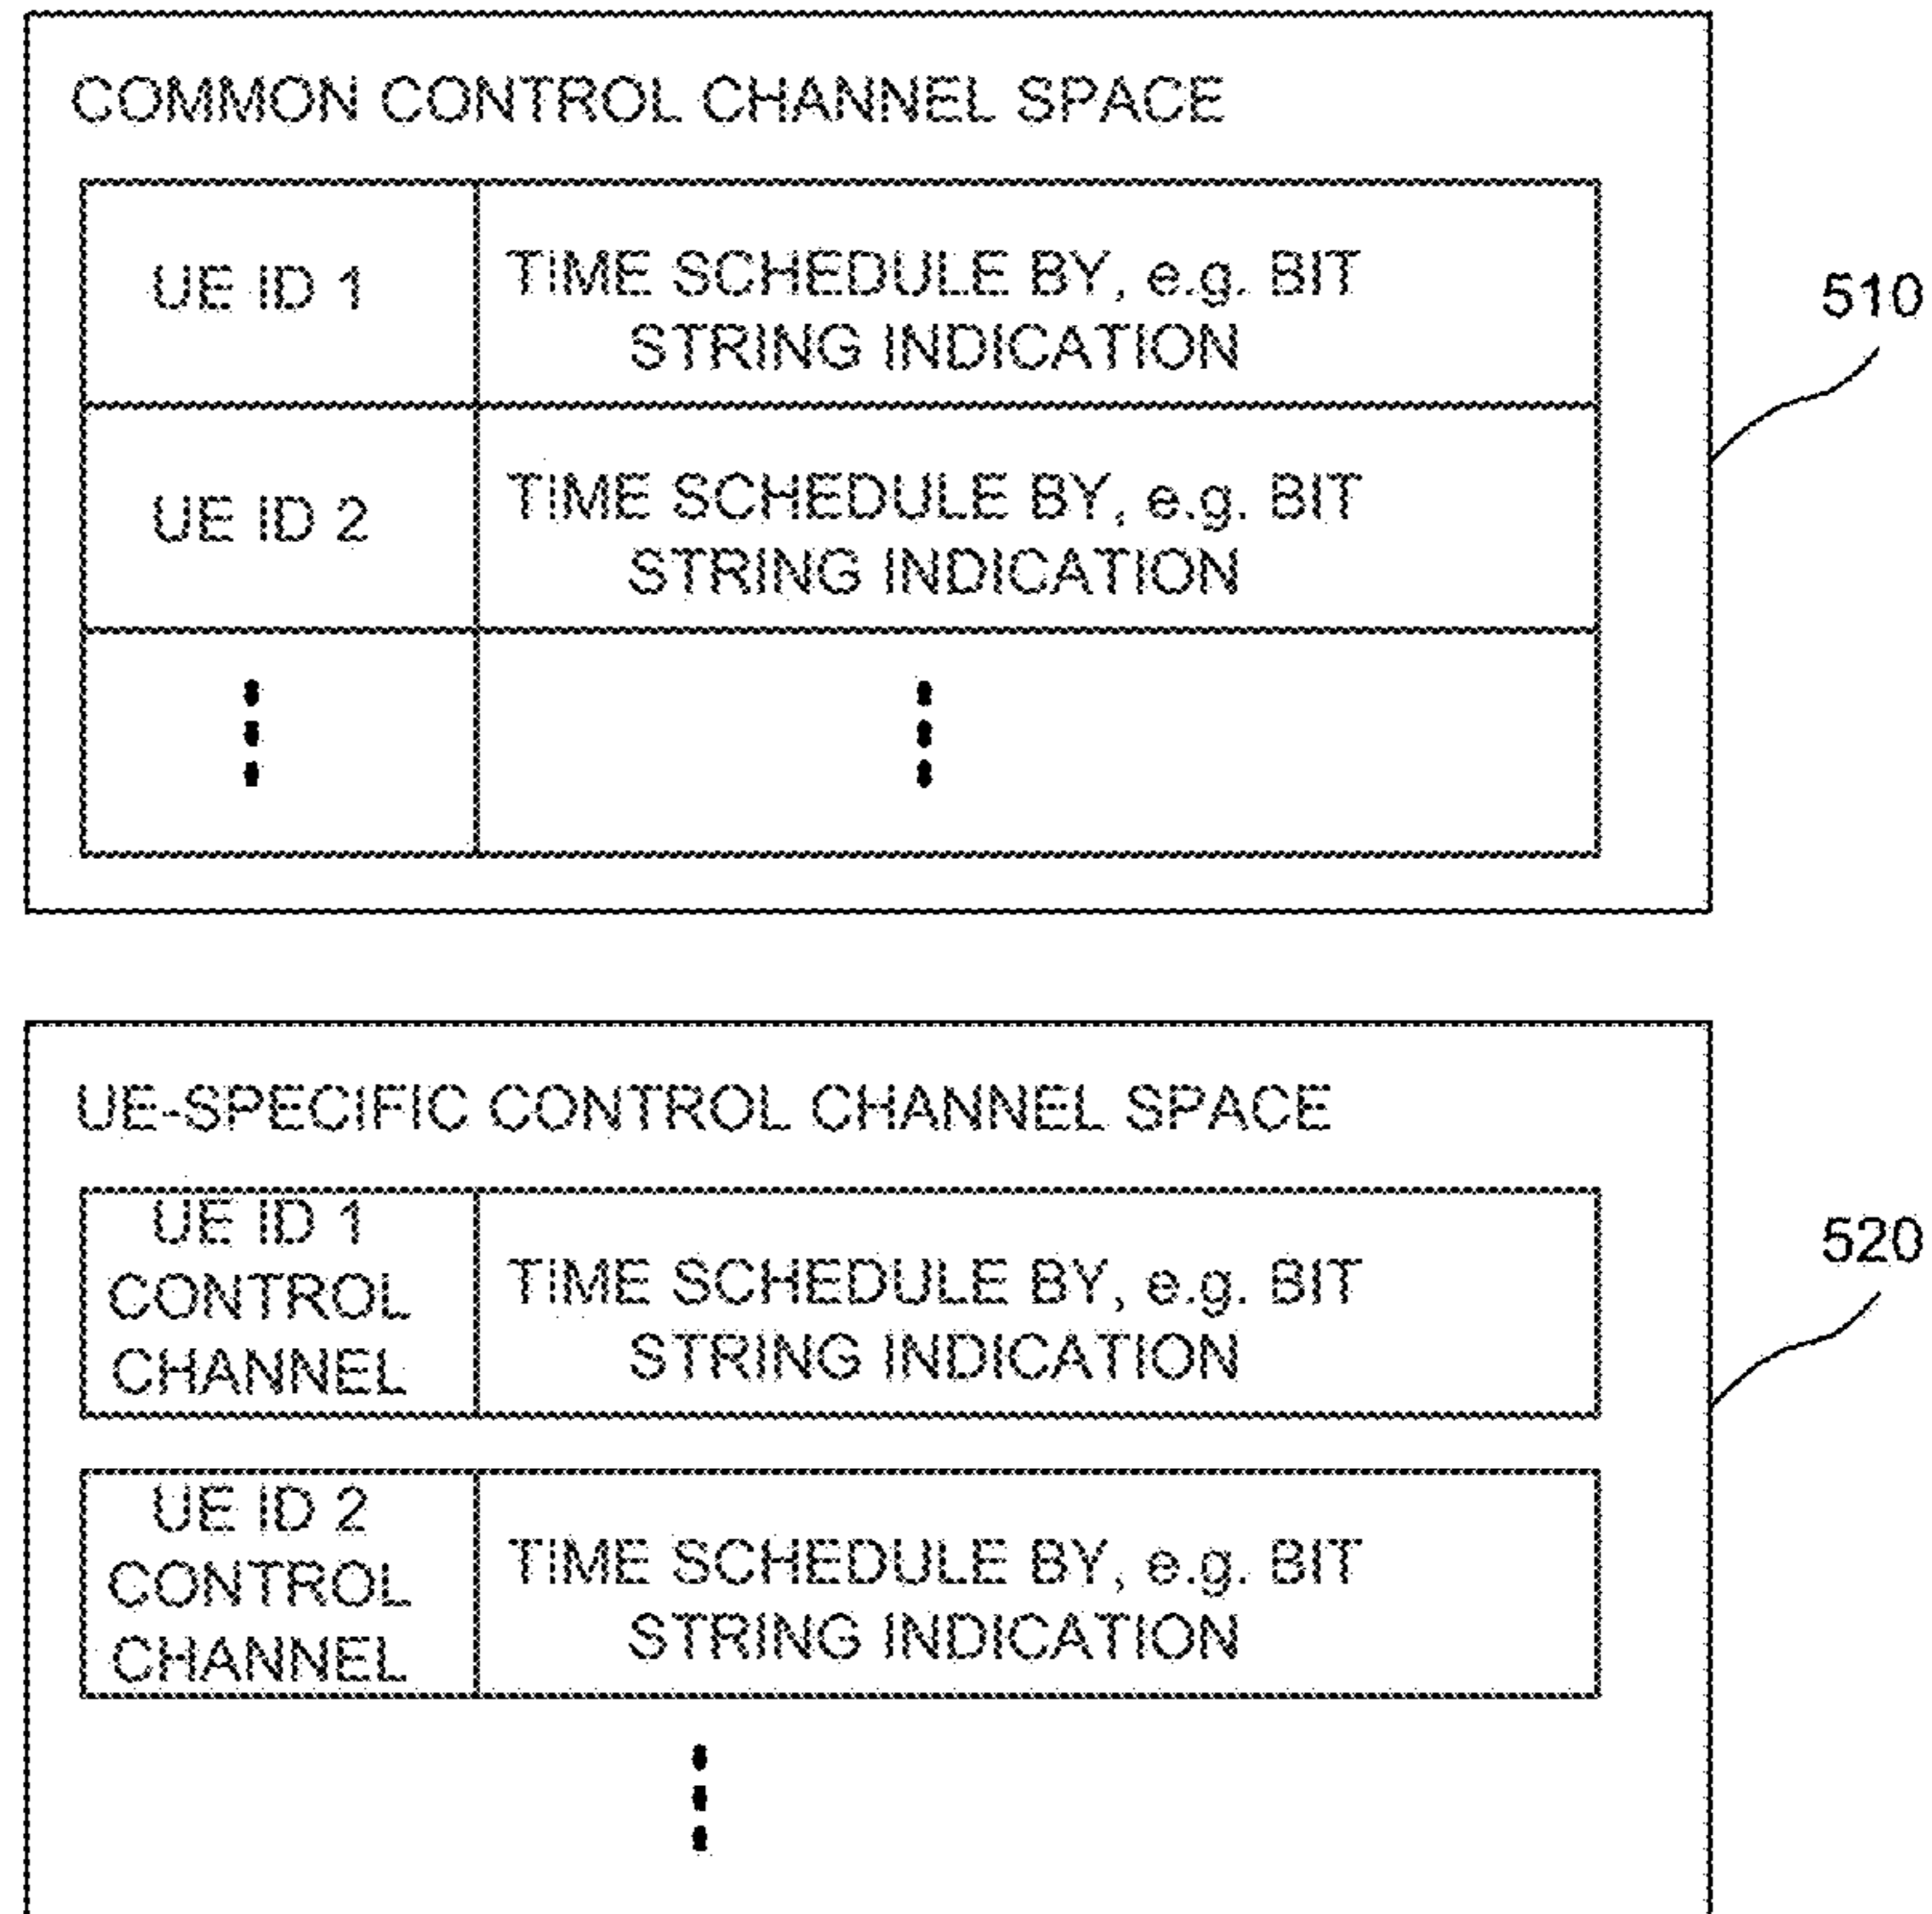 COMMON CONTROL CHANNEL SPACE
UE ID 1
TIME SCHEDULE BY, e.g. BIT
STRING INDICATION
510
UE ID 2
TIME SCHEDULE BY, e.g. BIT
STRING INDICATION
UE-SPECIFIC CONTROL CHANNEL SPACE
UE ID 1
CONTROL
CHANNEL
TIME SCHEDULE BY, e.g. BIT
STRING INDICATION
520
UE ID 2
CONTROL
CHANNEL
TIME SCHEDULE BY, e.g. BIT
STRING INDICATION